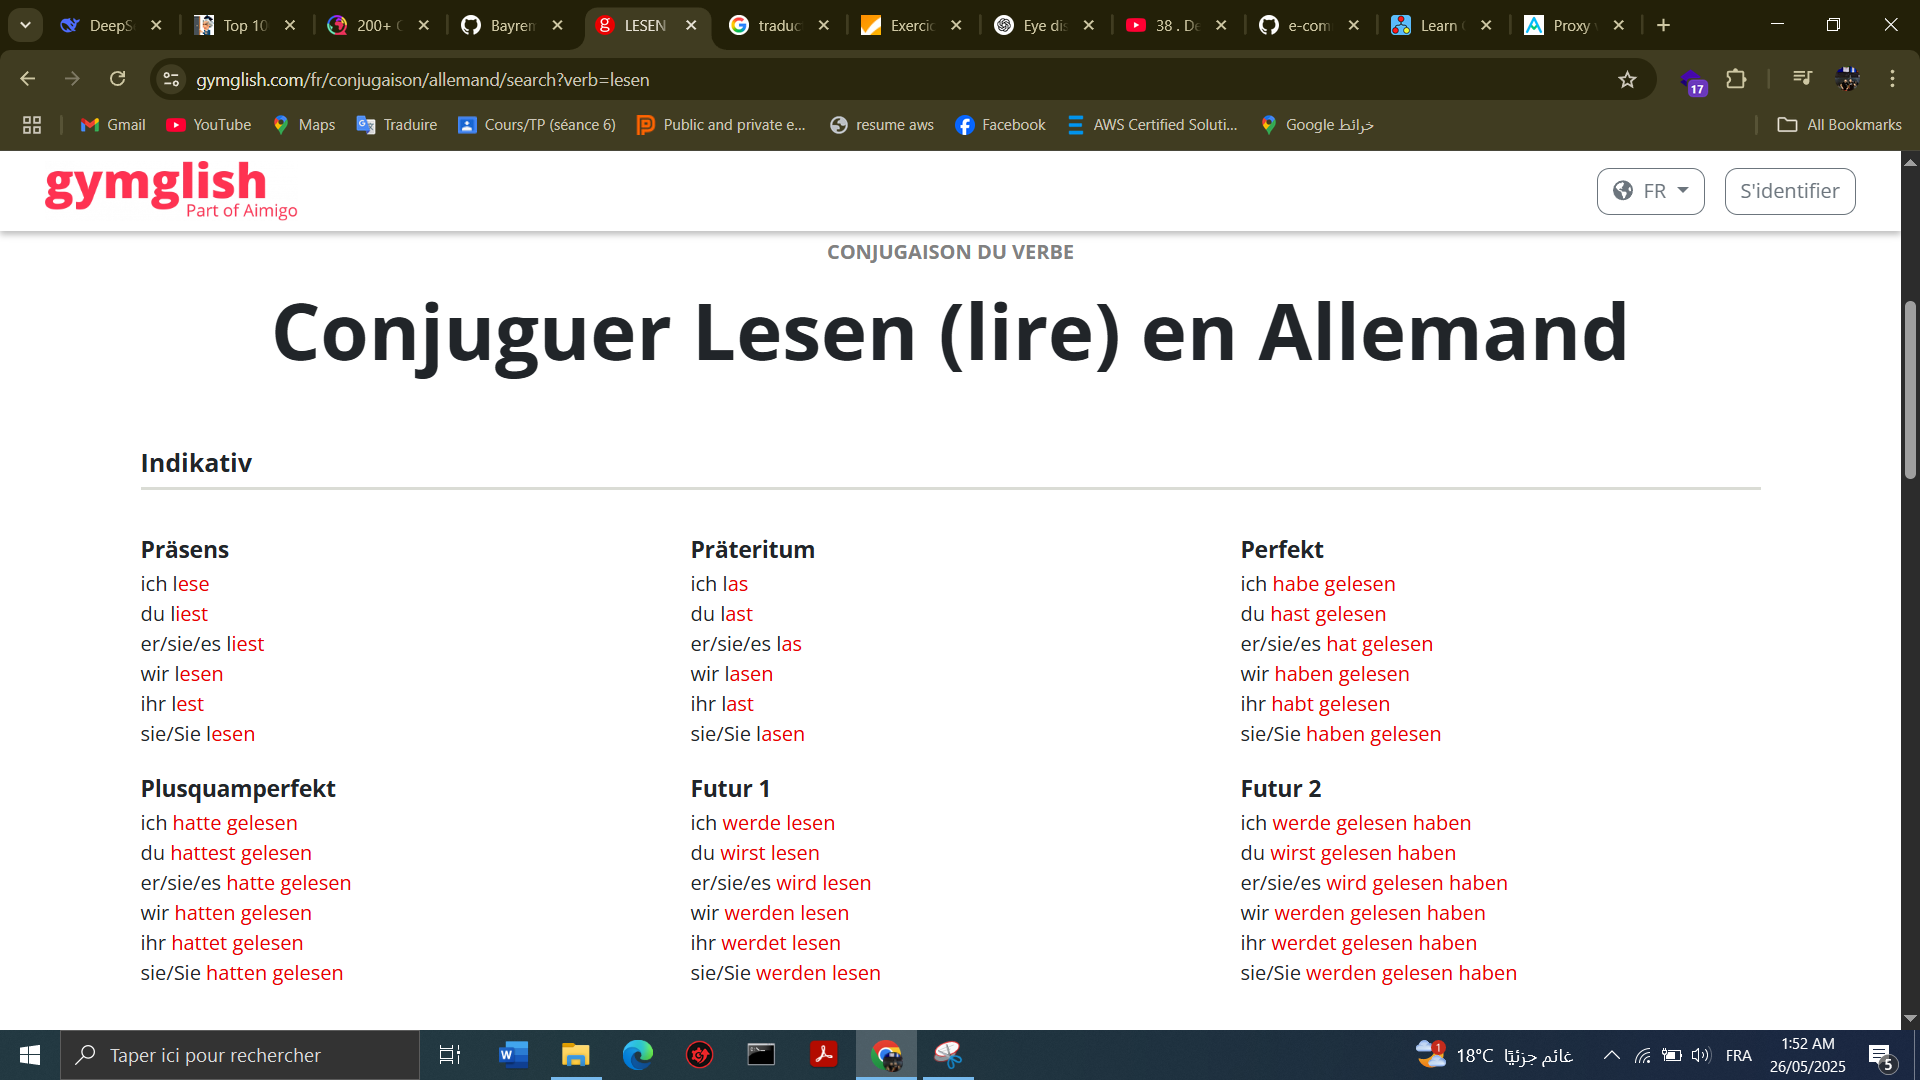 DeepS
Top 10
200+
Bayrem
LESEN
traduc
Exercic
Eye dis
38 . De
e-com
Learn
Proxy
gymglish.com/fr/conjugaison/allemand/search?verb=lesen
17
Gmail
YouTube
Maps
Traduire
Cours/TP (séance 6)
Public and private e...
resume aws
Facebook
AWS Certified Soluti...
Google خرائط
All Bookmarks
gymglish
Part of Aimigo
FR
S'identifier
CONJUGAISON DU VERBE
Conjuguer Lesen (lire) en Allemand
Indikativ
Präsens
ich lese
du liest
er/sie/es liest
wir lesen
ihr lest
sie/Sie lesen
Präteritum
ich las
du last
er/sie/es las
wir lasen
ihr last
sie/Sie lasen
Perfekt
ich habe gelesen
du hast gelesen
er/sie/es hat gelesen
wir haben gelesen
ihr habt gelesen
sie/Sie haben gelesen
Plusquamperfekt
ich hatte gelesen
du hattest gelesen
er/sie/es hatte gelesen
wir hatten gelesen
ihr hattet gelesen
sie/Sie hatten gelesen
Futur 1
ich werde lesen
du wirst lesen
er/sie/es wird lesen
wir werden lesen
ihr werdet lesen
sie/Sie werden lesen
Futur 2
ich werde gelesen haben
du wirst gelesen haben
er/sie/es wird gelesen haben
wir werden gelesen haben
ihr werdet gelesen haben
sie/Sie werden gelesen haben
Taper ici pour rechercher
1
18°C غائم جزئيًا
FRA
1:52 AM
26/05/2025
5